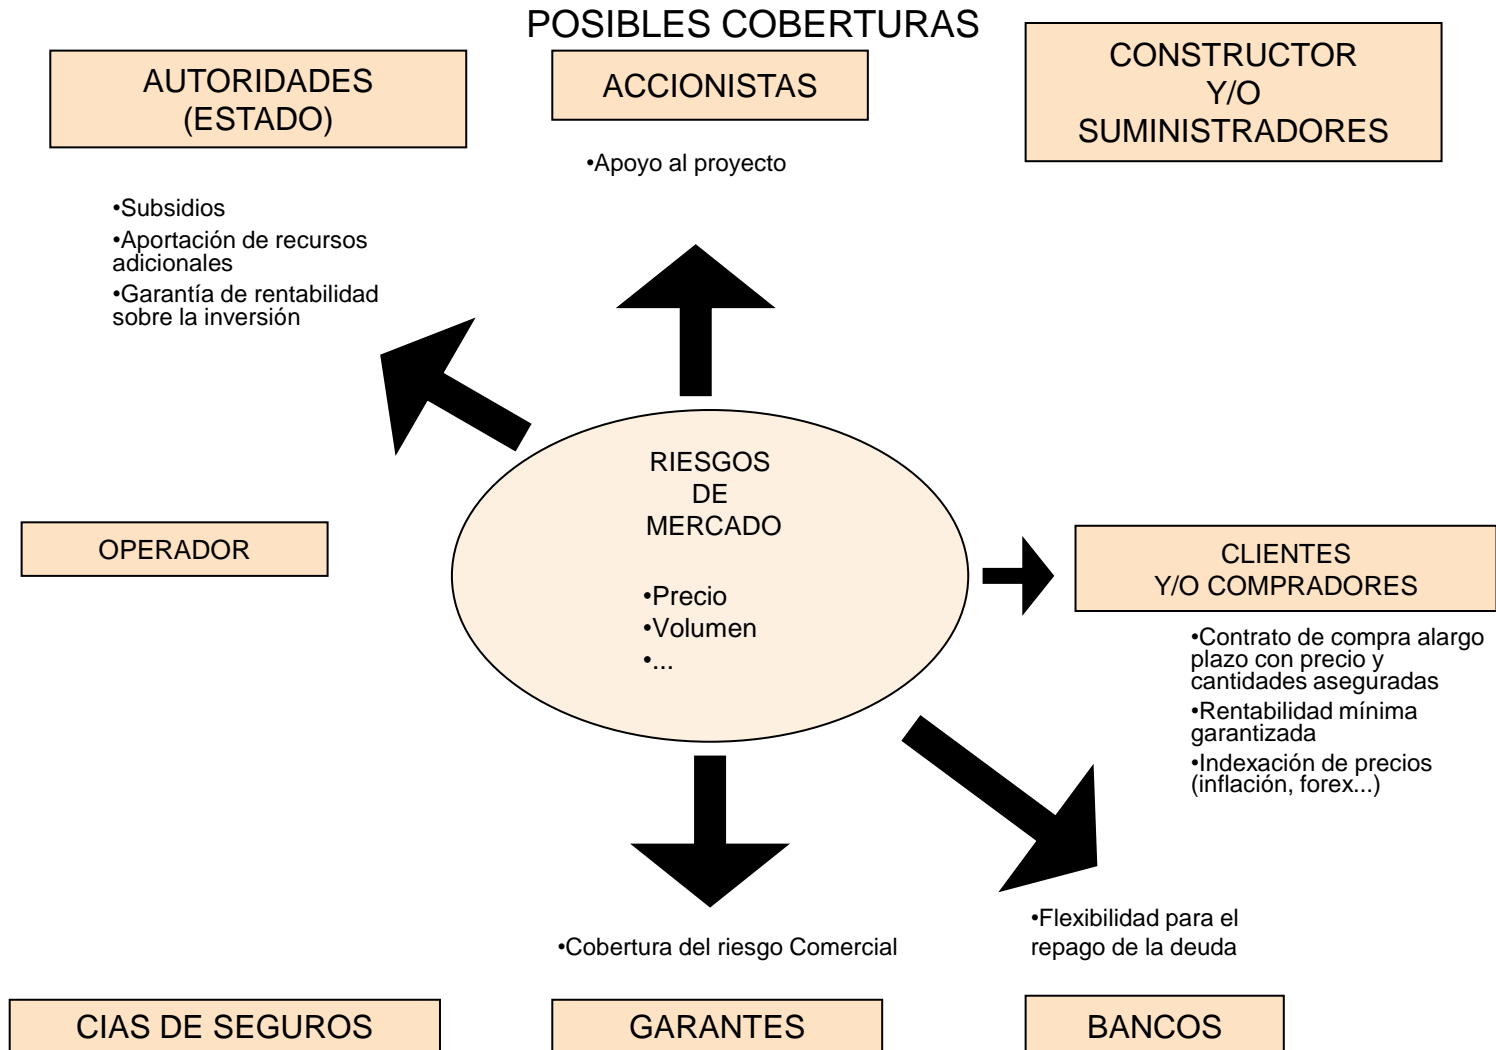 POSIBLES COBERTURAS
AUTORIDADES
(ESTADO)
ACCIONISTAS
CONSTRUCTOR
Y/O
SUMINISTRADORES
•Apoyo al proyecto
•Subsidios
•Aportación de recursos
adicionales
•Garantía de rentabilidad
sobre la inversión
RIESGOS
DE
MERCADO
•Precio
•Volumen
•...
OPERADOR
CLIENTES
Y/O COMPRADORES
•Contrato de compra alargo
plazo con precio y
cantidades aseguradas
•Rentabilidad mínima
garantizada
•Indexación de precios
(inflación, forex...)
•Cobertura del riesgo Comercial
•Flexibilidad para el
repago de la deuda
CIAS DE SEGUROS
GARANTES
BANCOS